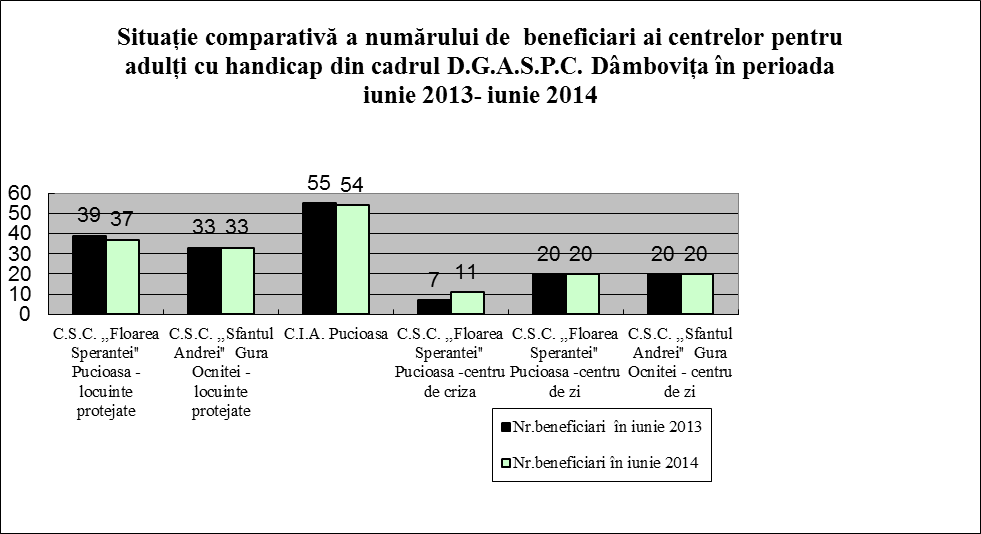 Situație comparativă a numărului de  beneficiari ai centrelor pentru
adulți cu handicap din cadrul D.G.A.S.P.C. Dâmbovița în perioada
iunie 2013- iunie 2014
60
50
40
30
20
10
0
39 37
33 33
55 54
7 11
20 20
20 20
C.S.C. ,,Floarea
Sperantei"
Pucioasa -
locuinte
protejate
C.S.C. ,,Sfantul
Andrei"  Gura
Ocnitei -
locuinte
protejate
C.I.A. Pucioasa
C.S.C. ,,Floarea
Sperantei"
Pucioasa -centru
de criza
C.S.C. ,,Floarea
Sperantei"
Pucioasa -centru
de zi
C.S.C. ,,Sfantul
Andrei"  Gura
Ocnitei - centru
de zi
Nr.beneficiari  în iunie 2013
Nr.beneficiari în iunie 2014